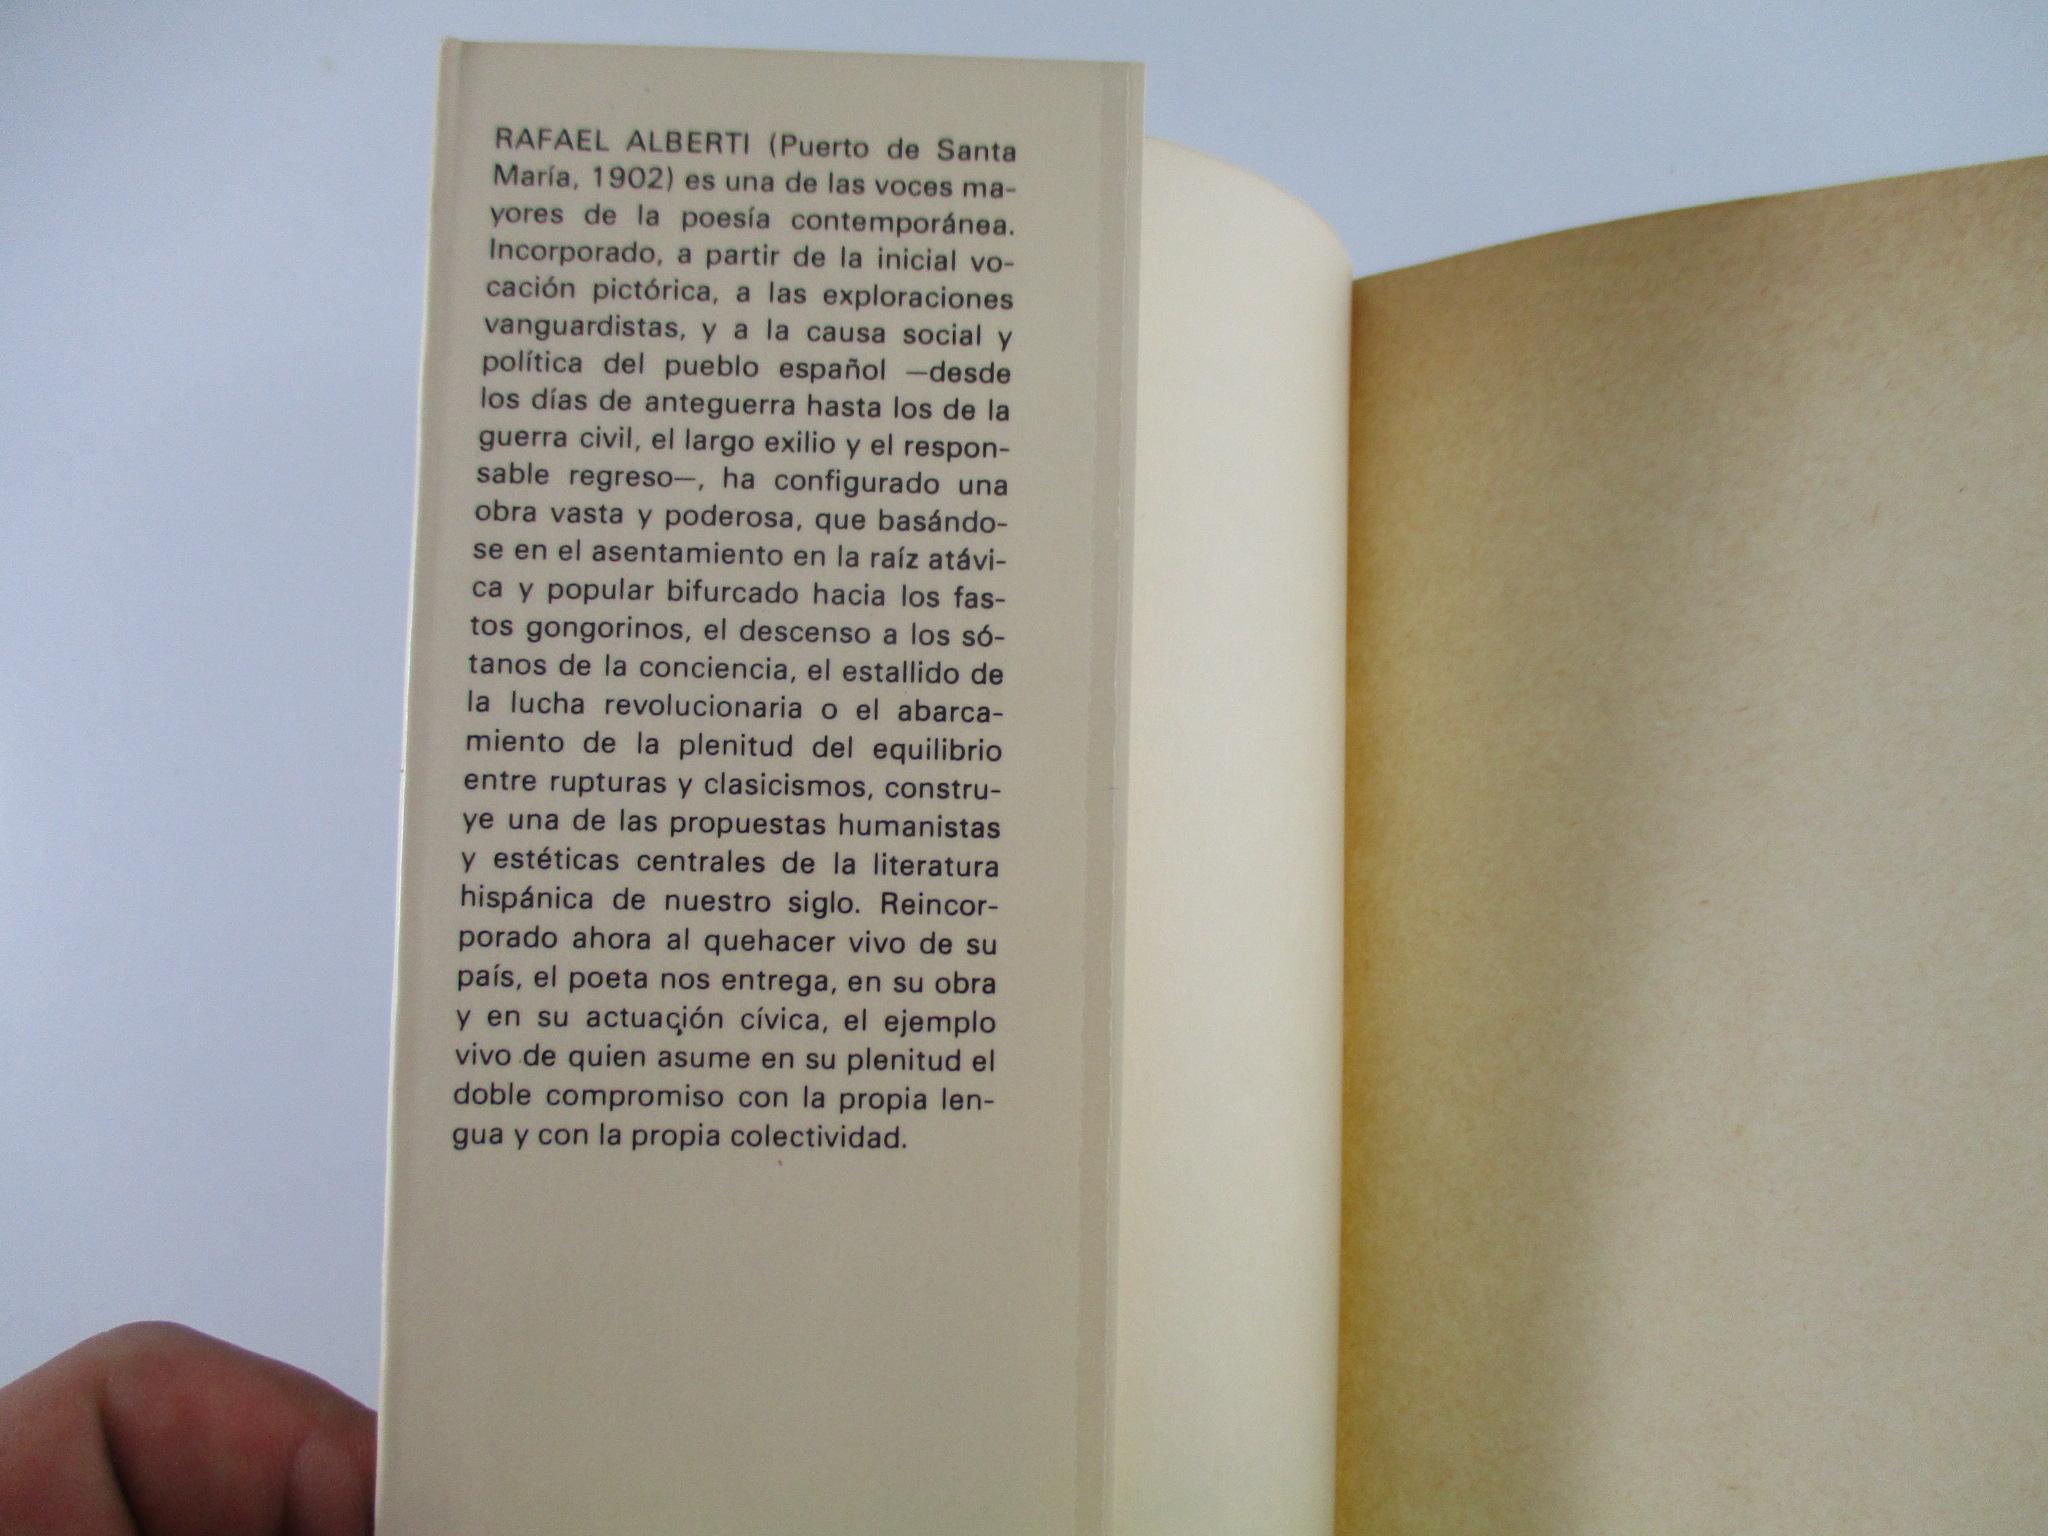 RAFAEL ALBERTI (Puerto de Santa
María, 1902) es una de las voces ma-
yores de la poesía contemporánea.
Incorporado, a partir de la inicial vo-
cación pictórica, a las exploraciones
vanguardistas, y a la causa social y
política del pueblo español —desde
los días de anteguerra hasta los de la
guerra civil, el largo exilio y el respon-
sable regreso—, ha configurado una
obra vasta y poderosa, que basándo-
se en el asentamiento en la raíz atávi-
ca y popular bifurcado hacia los fas-
tos gongorinos, el descenso a los só-
tanos de la conciencia, el estallido de
la lucha revolucionaria o el abarca-
miento de la plenitud del equilibrio
entre rupturas y clasicismos, constru-
ye una de las propuestas humanistas
y estéticas centrales de la literatura
hispánica de nuestro siglo. Reincor-
porado ahora al quehacer vivo de su
país, el poeta nos entrega, en su obra
y en su actuación cívica, el ejemplo
vivo de quien asume en su plenitud el
doble compromiso con la propia len-
gua y con la propia colectividad.